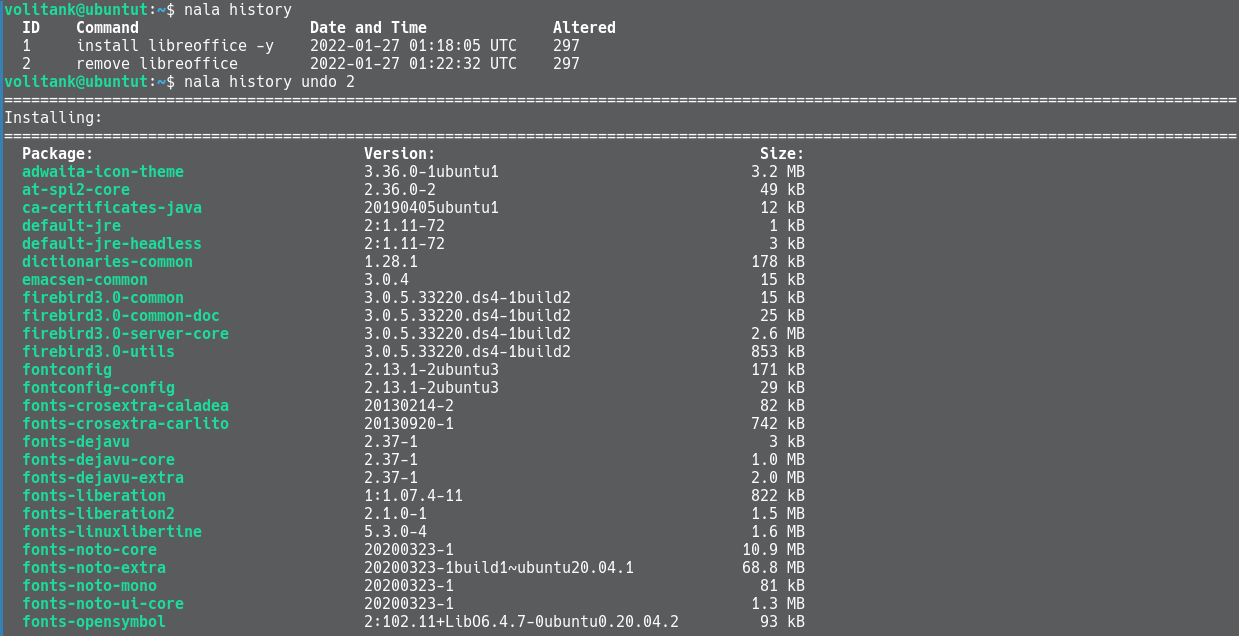 volitank@ubuntut:~$ nala history
ID Command Date and Time Altered
1 install libreoffice -y 2022-01-27 01:18:05 UTC 297
2 remove libreoffice 2022-01-27 01:22:32 UTC 297
volitank@ubuntut:~$ nala history undo 2
=========================================================================================================================================
Installing:
=========================================================================================================================================
Package: Version: Size:
adwaita-icon-theme 3.36.0-1ubuntu1 3.2 MB
at-spi2-core 2.36.0-2 49 kB
ca-certificates-java 20190405ubuntu1 12 kB
default-jre 2:1.11-72 1 kB
default-jre-headless 2:1.11-72 3 kB
dictionaries-common 1.28.1 178 kB
emacsen-common 3.0.4 15 kB
firebird3.0-common 3.0.5.33220.ds4-1build2 15 kB
firebird3.0-common-doc 3.0.5.33220.ds4-1build2 25 kB
firebird3.0-server-core 3.0.5.33220.ds4-1build2 2.6 MB
firebird3.0-utils 3.0.5.33220.ds4-1build2 853 kB
fontconfig 2.13.1-2ubuntu3 171 kB
fontconfig-config 2.13.1-2ubuntu3 29 kB
fonts-crosextra-caladea 20130214-2 82 kB
fonts-crosextra-carlito 20130920-1 742 kB
fonts-dejavu 2.37-1 3 kB
fonts-dejavu-core 2.37-1 1.0 MB
fonts-dejavu-extra 2.37-1 2.0 MB
fonts-liberation 1:1.07.4-11 822 kB
fonts-liberation2 2.1.0-1 1.5 MB
fonts-linuxlibertine 5.3.0-4 1.6 MB
fonts-noto-core 20200323-1 10.9 MB
fonts-noto-extra 20200323-1build1~ubuntu20.04.1 68.8 MB
fonts-noto-mono 20200323-1 81 kB
fonts-noto-ui-core 20200323-1 1.3 MB
fonts-opensymbol 2:102.11+LibO6.4.7-0ubuntu0.20.04.2 93 kB